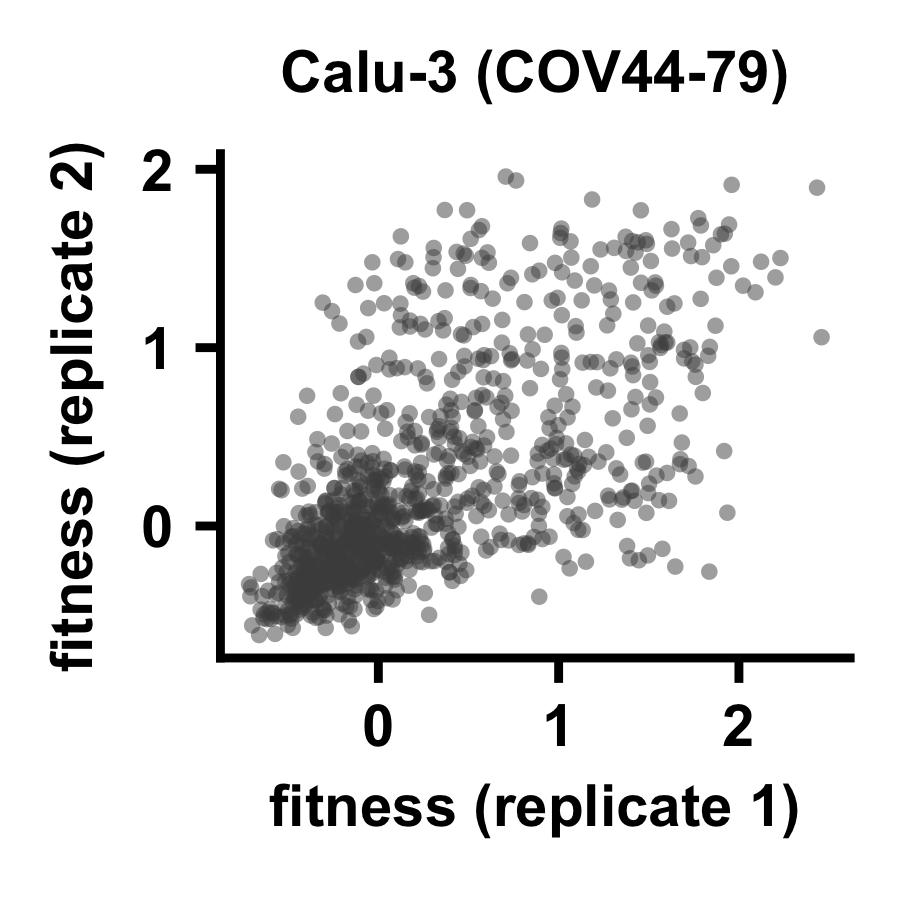 Calu-3 (COV44-79)
fitness (replicate 2)
2
1
0
0 1 2
fitness (replicate 1)